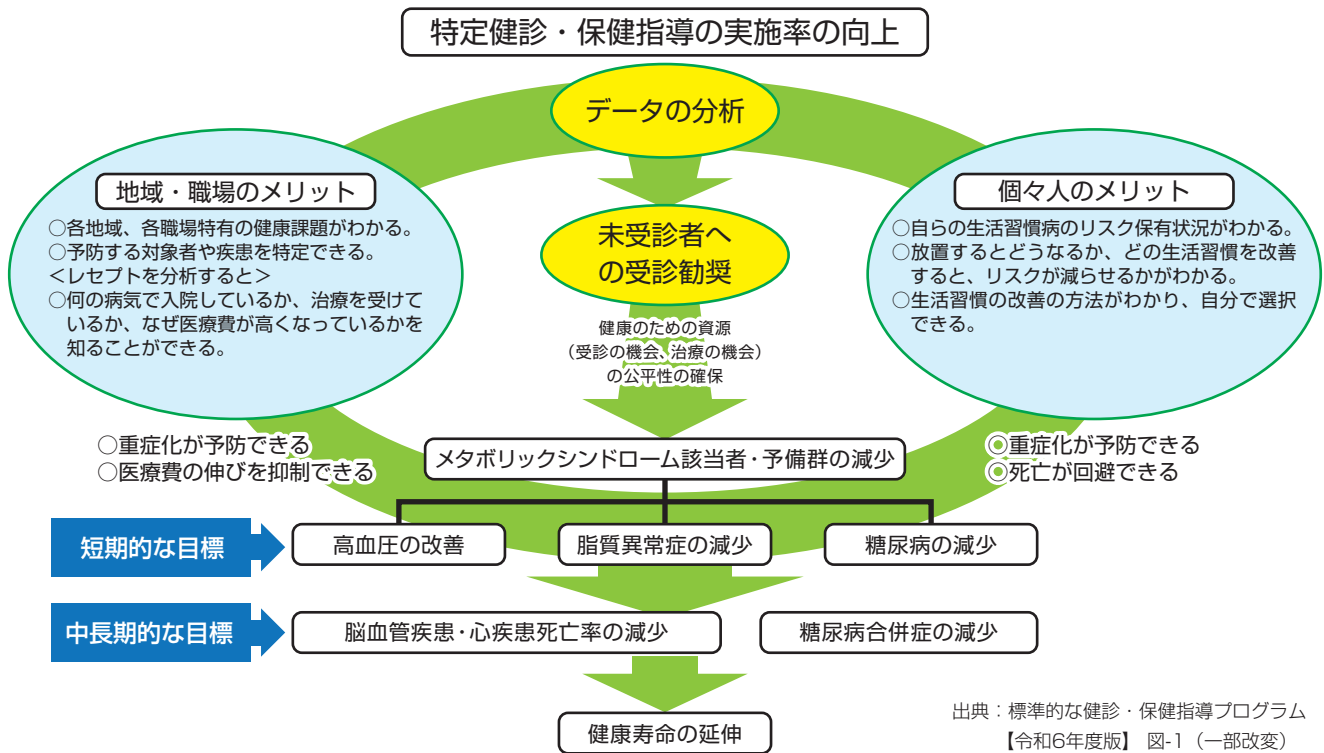 特定健診・保健指導の実施率の向上
データの分析
地域・職場のメリット
○各地域、各職場特有の健康課題がわかる。
○予防する対象者や疾患を特定できる。
<レセプトを分析すると>
○何の病気で入院しているか、治療を受けて
いるか、なぜ医療費が高くなっているかを
知ることができる。
未受診者へ
の受診勧奨
個々人のメリット
○自らの生活習慣病のリスク保有状況がわかる。
○放置するとどうなるか、どの生活習慣を改善
すると、リスクが減らせるかがわかる。
○生活習慣の改善の方法がわかり、自分で選択
できる。
健康のための資源
(受診の機会、治療の機会)
の公平性の確保
○重症化が予防できる
○医療費の伸びを抑制できる
メタボリックシンドローム該当者・予備群の減少
◎重症化が予防できる
◎死亡が回避できる
短期的な目標
高血圧の改善
脂質異常症の減少
糖尿病の減少
中長期的な目標
脳血管疾患・心疾患死亡率の減少
糖尿病合併症の減少
健康寿命の延伸
出典：標準的な健診・保健指導プログラム
【令和6年度版】 図-1（一部改変）